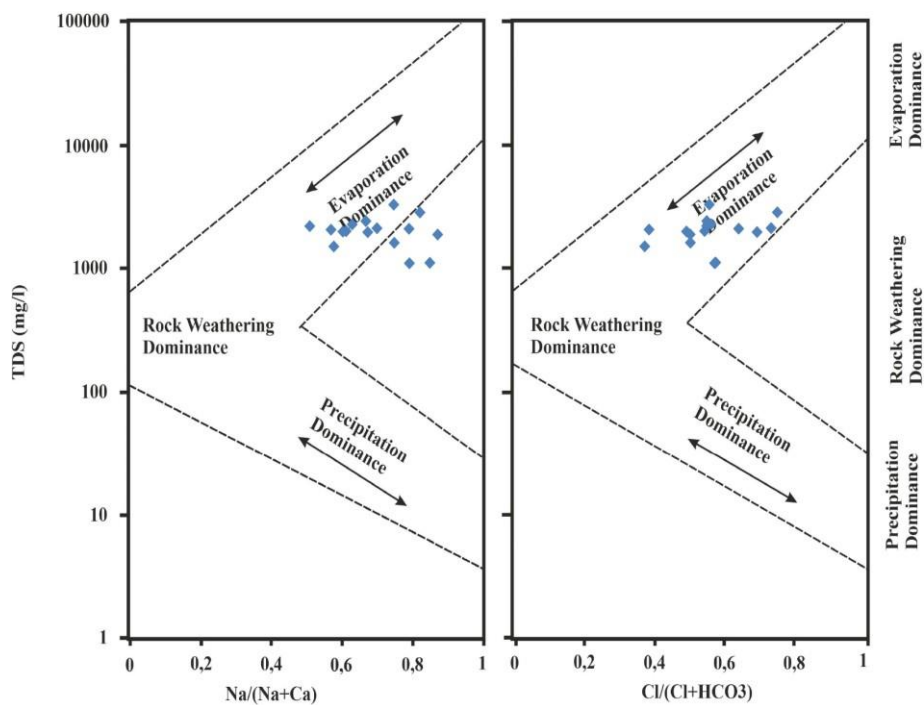 TDS (mg/l)
100000
10000
1000
100
10
1
Evaporation
Dominance
Rock Weathering
Dominance
Precipitation
Dominance
0
0,2
0,4
0,6
0,8
1
Na/(Na+Ca)
Evaporation
Dominance
Rock Weathering
Dominance
Precipitation
Dominance
0
0,2
0,4
0,6
0,8
1
Cl/(Cl+HCO3)
Evaporation
Dominance
Rock Weathering
Dominance
Precipitation
Dominance